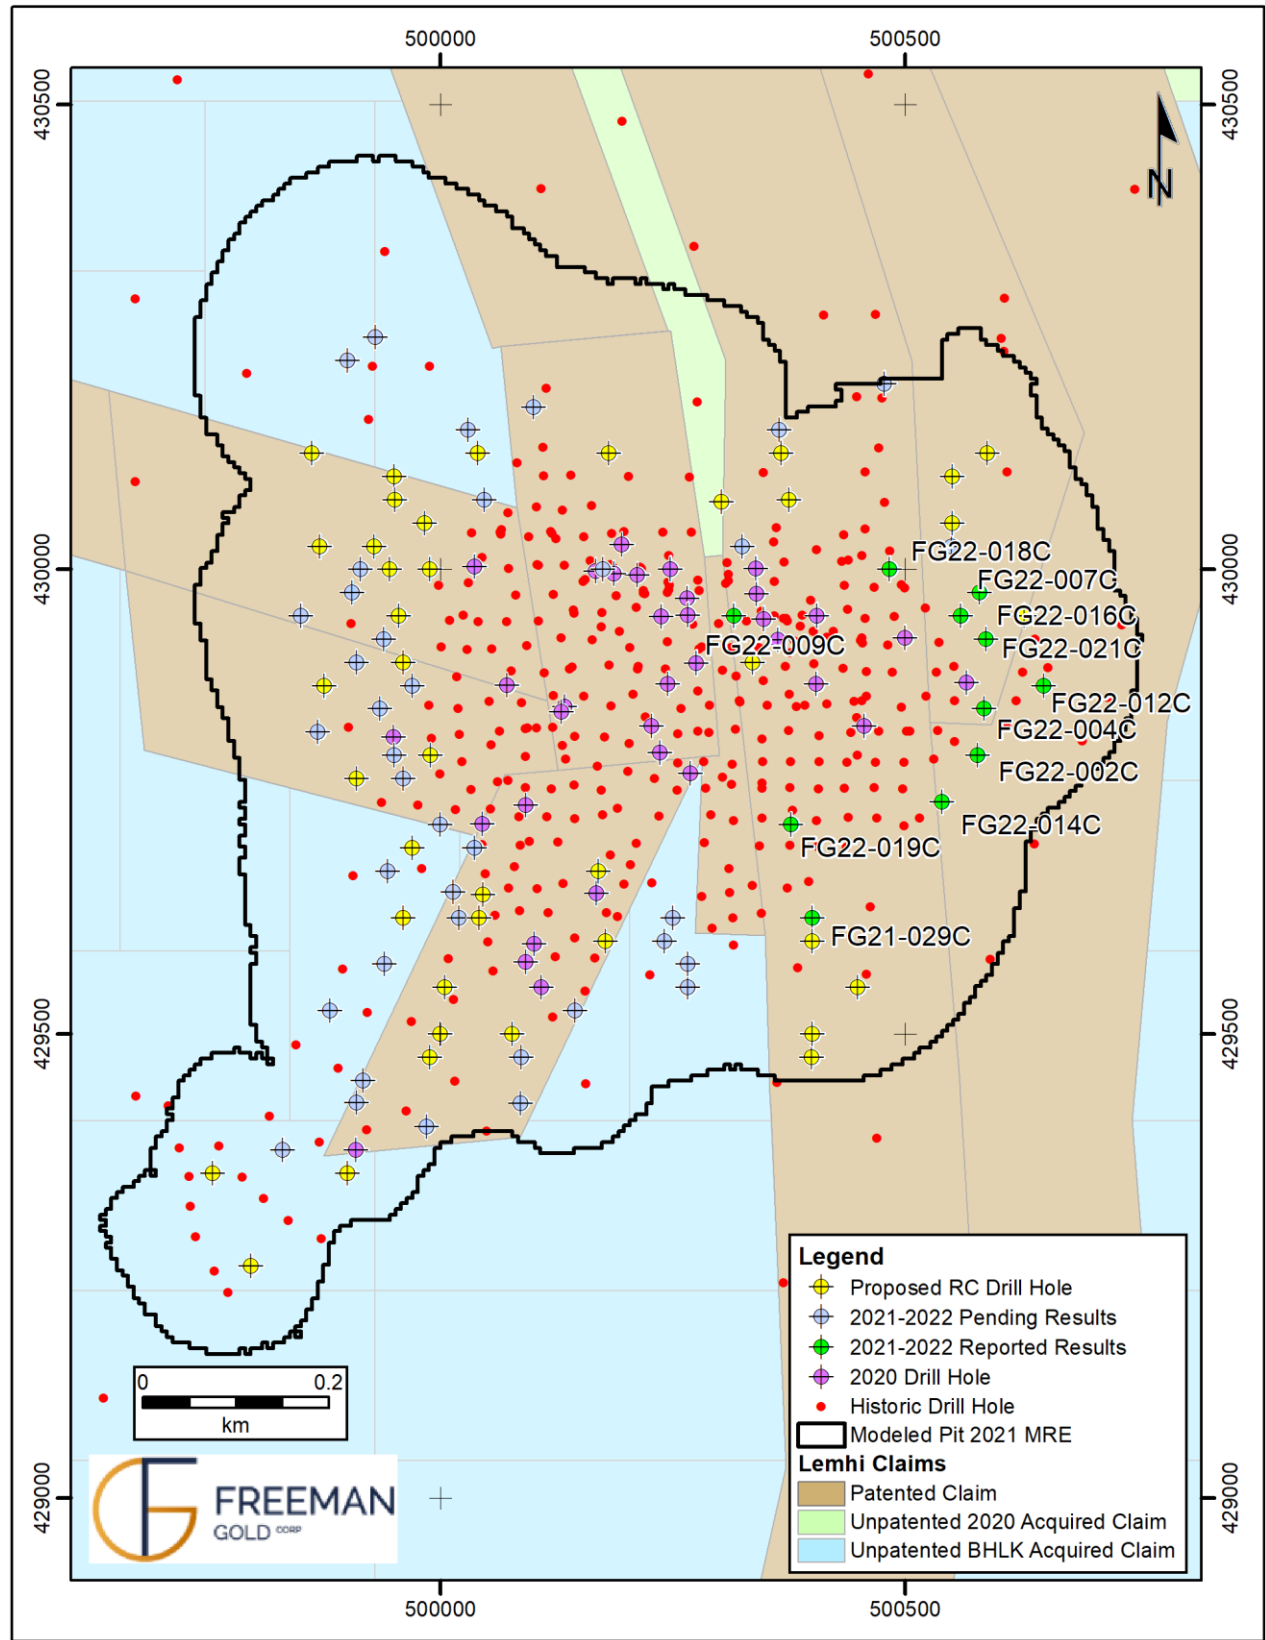 500000
500500
430500
430500
N
FG22-018C
430000
430000
FG22-007C
FG22-016C
FG22-009C
FG22-021C
FG22-012C
FG22-004C
FG22-002C
FG22-014C
FG22-019C
FG21-029C
429500
429500
Legend
Proposed RC Drill Hole
2021-2022 Pending Results
2021-2022 Reported Results
2020 Drill Hole
Historic Drill Hole
Modeled Pit 2021 MRE
Lemhi Claims
Patented Claim
Unpatented 2020 Acquired Claim
Unpatented BHLK Acquired Claim
0 0.2
km
FREEMAN
GOLD CORP
429000
429000
500000
500500